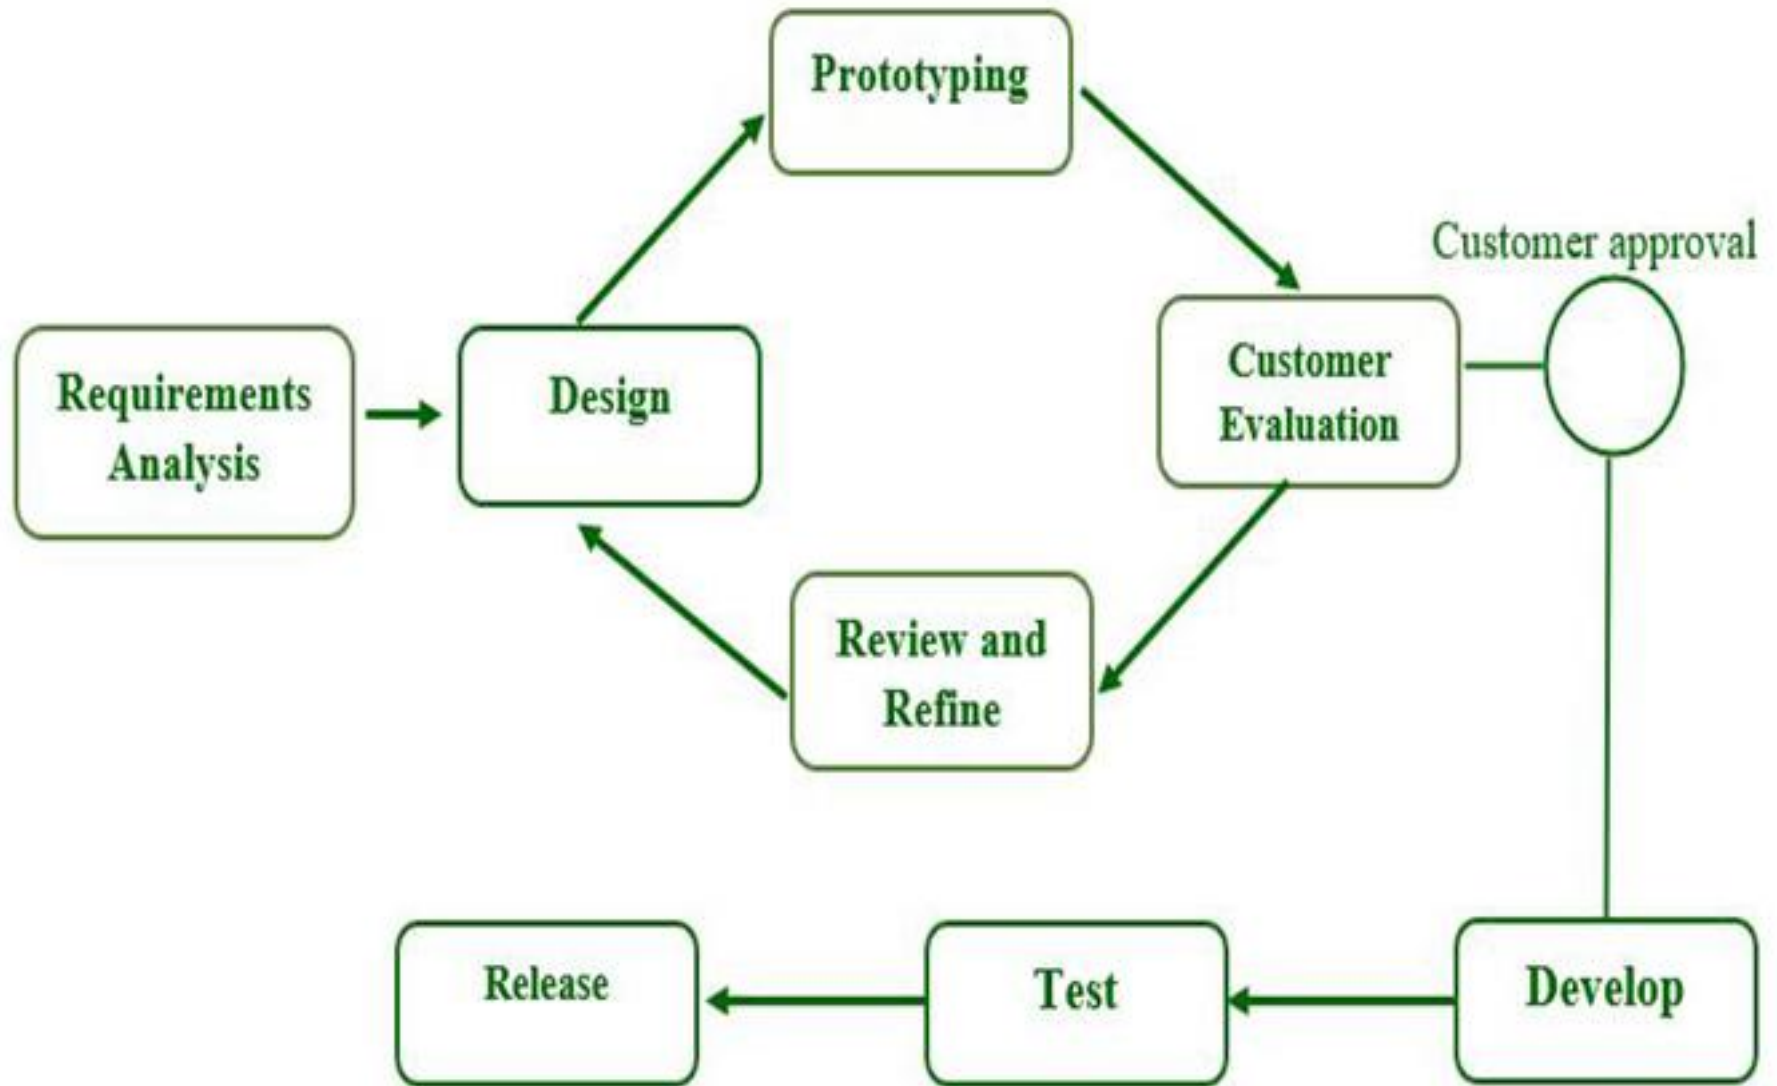 Prototyping
Customer approval
Requirements
Analysis
Design
Customer
Evaluation
Review and
Refine
Release
Test
Develop